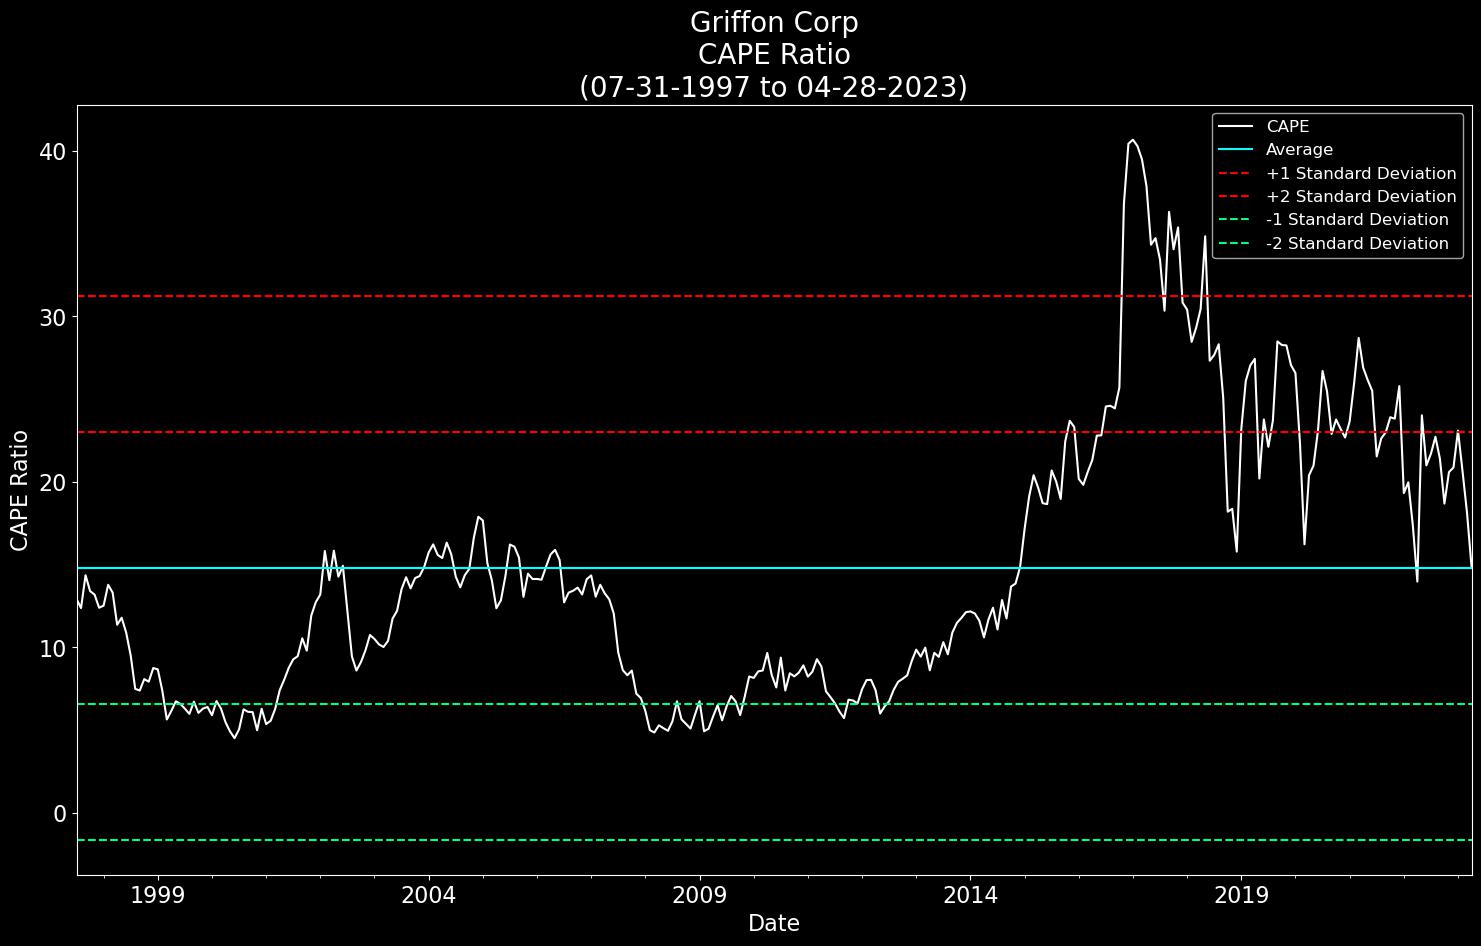 Griffon Corp
CAPE Ratio
(07-31-1997 to 04-28-2023)
CAPE
Average
+1 Standard Deviation
+2 Standard Deviation
-1 Standard Deviation
-2 Standard Deviation
40
30
20
10
0
CAPE Ratio
1999
2004
2009
2014
2019
Date